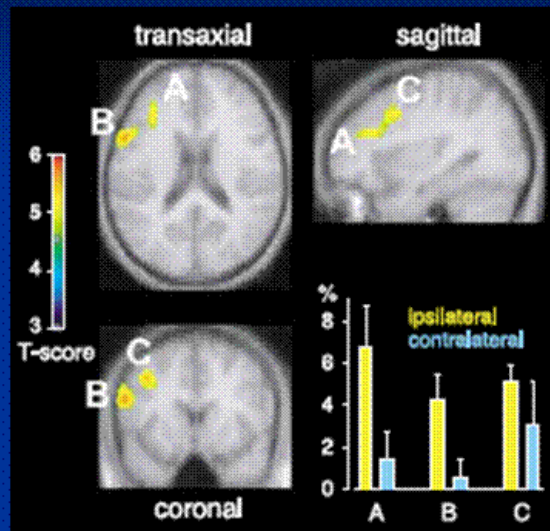 transaxial
sagittal
A
B
C
A
6
5
4
3
T-score
C
B
coronal
%
8
6
4
2
0
ipsilateral
contralateral
A B C